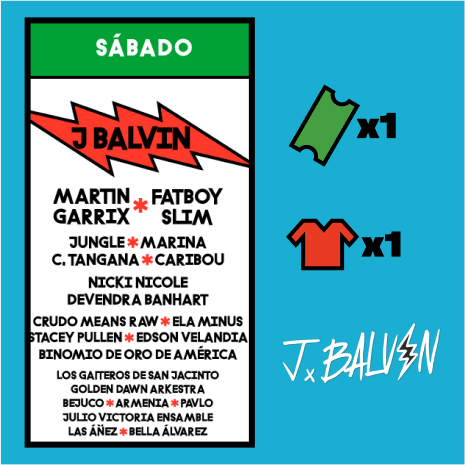 SÁBADO
J BALVIN
MARTIN GARRIX * FATBOY SLIM
JUNGLE * MARINA
C. TANGANA * CARIBOU
NICKI NICOLE
DEVENDRA BANHART
CRUDO MEANS RAW * ELA MINUS
STACEY PULLEN * EDSON VELANDIA
BINOMIO DE ORO DE AMÉRICA
LOS GAITEROS DE SAN JACINTO
GOLDEN DAWN ARKESTRA
BEJUCO * ARMENIA * PAVLO
JULIO VICTORIA ENSAMBLE
LAS ÁÑEZ * BELLA ÁLVAREZ
x1
x1
J x BALVIN